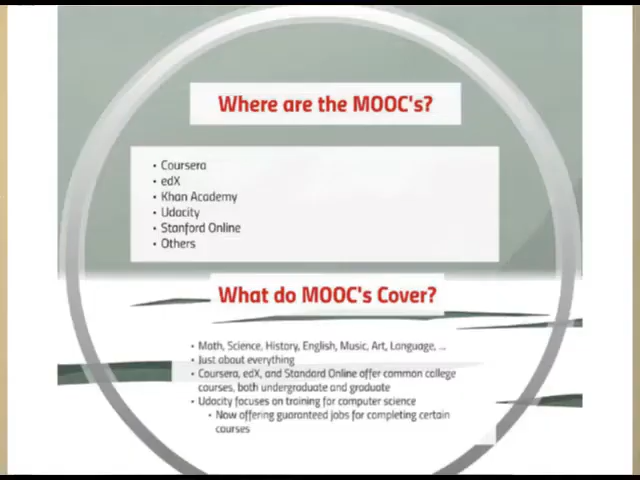 Where are the MOOC's?
• Coursera
• edX
• Khan Academy
• Udacity
• Stanford Online
• Others
What do MOOC's Cover?
• Math, Science, History, English, Music, Art, Language, ...
• Just about everything
• Coursera, edX, and Standard Online offer common college
courses, both undergraduate and graduate
• Udacity focuses on training for computer science
• Now offering guaranteed jobs for completing certain
courses